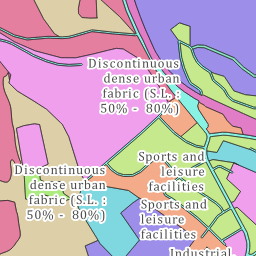 Discontinuous
dense urban
fabric (S.L. :
50% -  80%)
Sports and
leisure
facilities
Discontinuous
dense urban
fabric (S.L. :
50% -  80%)
Sports and
leisure
facilities
Industrial